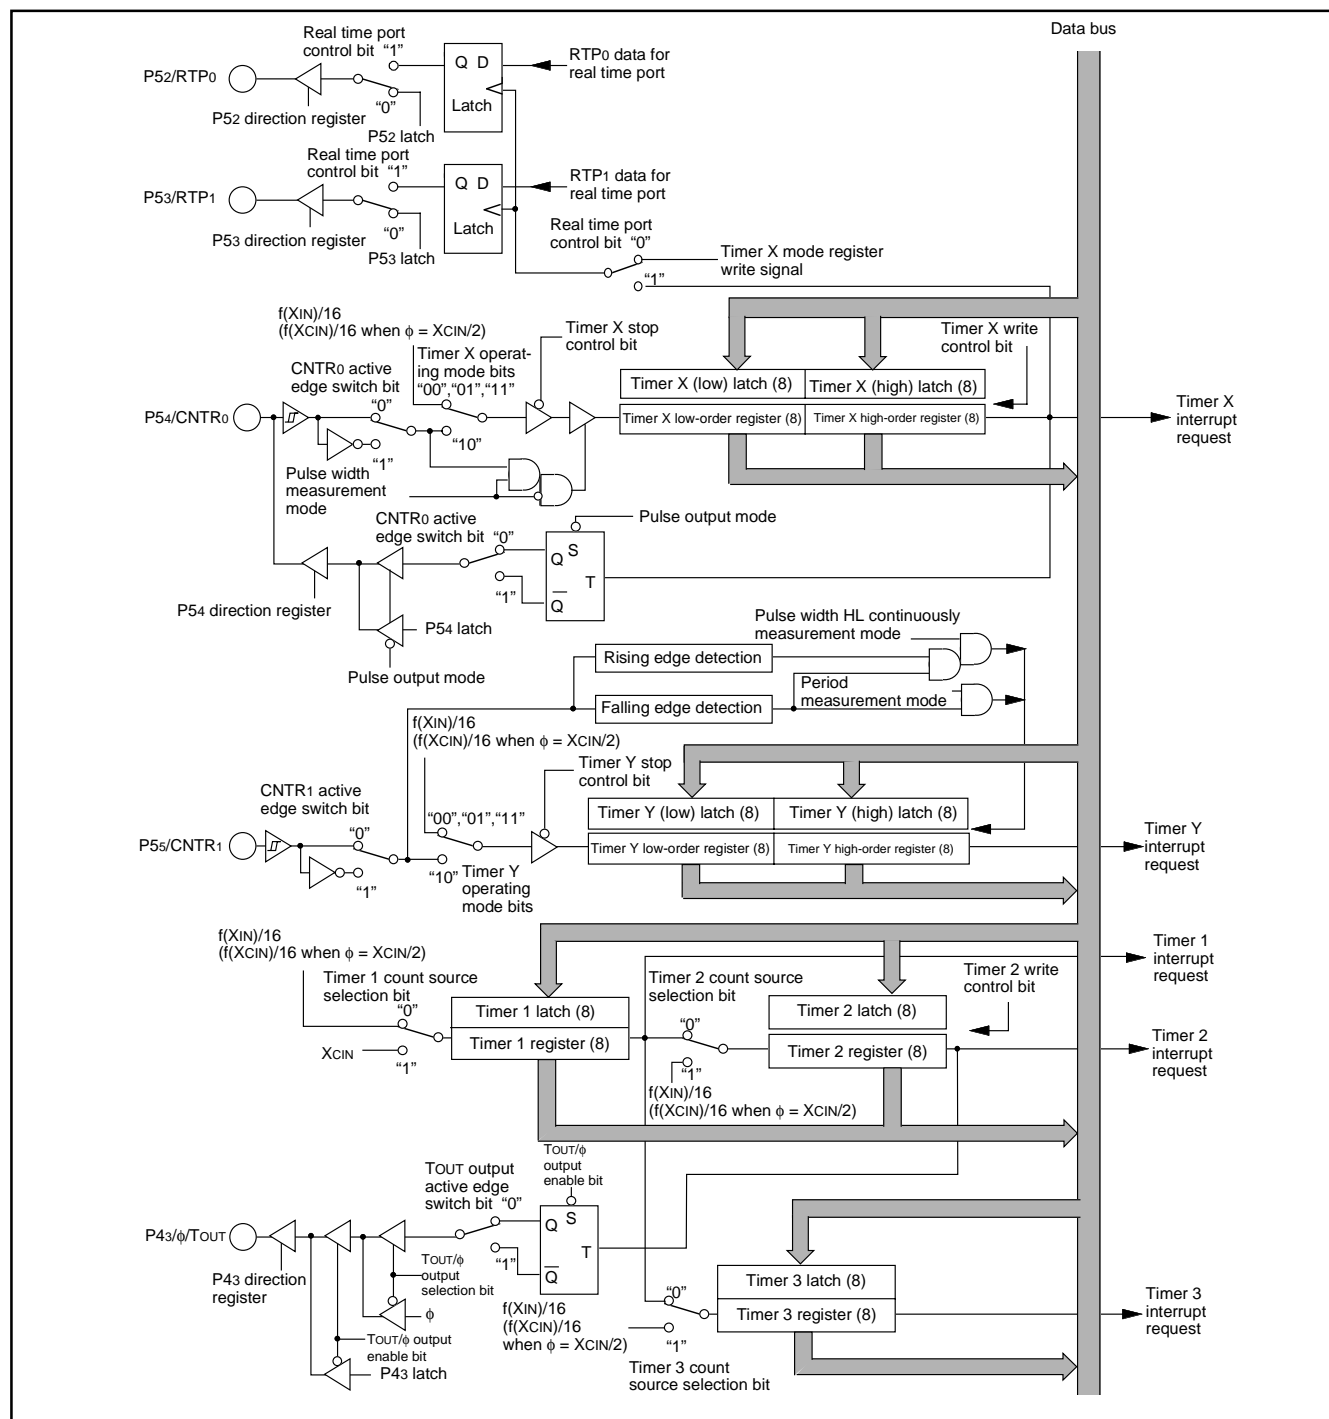 Data bus
Real time port
control bit “1”
Q D
RTP0 data for
real time port
P52/RTP0
“0”
Latch
P52 direction register
P52 latch
Real time port
control bit “1”
Q D
RTP1 data for
real time port
P53/RTP1
“0”
Latch
P53 direction register
P53 latch
Real time port
control bit “0”
Timer X mode register
write signal
“1”
f(XIN)/16
(f(XCIN)/16 when ϕ = XCIN/2)
Timer X stop
control bit
Timer X write
control bit
Timer X operat-
ing mode bits
“00”,“01”,“11”
CNTR0 active
edge switch bit
“0”
Timer X (low) latch (8)
Timer X (high) latch (8)
P54/CNTR0
Timer X low-order register (8)
Timer X high-order register (8)
Timer X
interrupt
request
“10”
“1”
Pulse width
measurement
mode
CNTR0 active
edge switch bit
“0”
Pulse output mode
Q
S
T
“1”
Q
P54 direction register
P54 latch
Pulse output mode
Pulse width HL continuously
measurement mode
Rising edge detection
Period
measurement mode
Falling edge detection
f(XIN)/16
(f(XCIN)/16 when ϕ = XCIN/2)
Timer Y stop
control bit
CNTR1 active
edge switch bit
“00”,“01”,“11”
Timer Y (low) latch (8)
Timer Y (high) latch (8)
“0”
P55/CNTR1
Timer Y low-order register (8)
Timer Y high-order register (8)
Timer Y
interrupt
request
“10”
“1”
Timer Y
operating
mode bits
f(XIN)/16
(f(XCIN)/16 when ϕ = XCIN/2)
Timer 1
interrupt
request
Timer 1 count source
selection bit
Timer 2 count source
selection bit
Timer 2 write
control bit
“0”
Timer 1 latch (8)
“0”
Timer 2 latch (8)
Timer 1 register (8)
Timer 2 register (8)
Timer 2
interrupt
request
XCIN
“1”
“1”
f(XIN)/16
(f(XCIN)/16 when ϕ = XCIN/2)
TOUT output
active edge
switch bit “0”
TOUT/ϕ
output
enable bit
P43/ϕ/TOUT
Q
S
T
“1”
Q
P43 direction
register
TOUT/ϕ
output
selection bit
ϕ
f(XIN)/16
(f(XCIN)/16
when ϕ = XCIN/2)
“0”
Timer 3 latch (8)
Timer 3 register (8)
Timer 3
interrupt
request
“1”
TOUT/ϕ output
enable bit
P43 latch
Timer 3 count
source selection bit